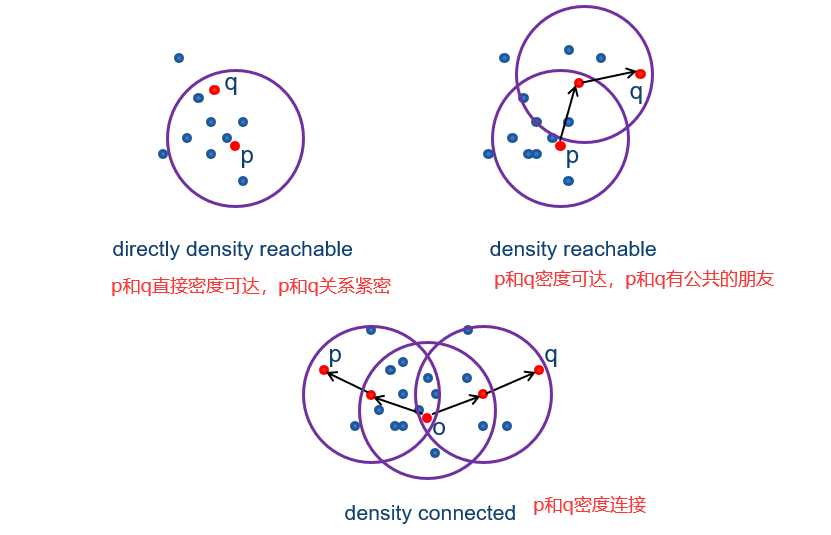 q
p
q
p
directly density reachable
density reachable
p和q直接密度可达，p和q关系紧密
p和q密度可达，p和q有公共的朋友
p
q
o
density connected
p和q密度连接